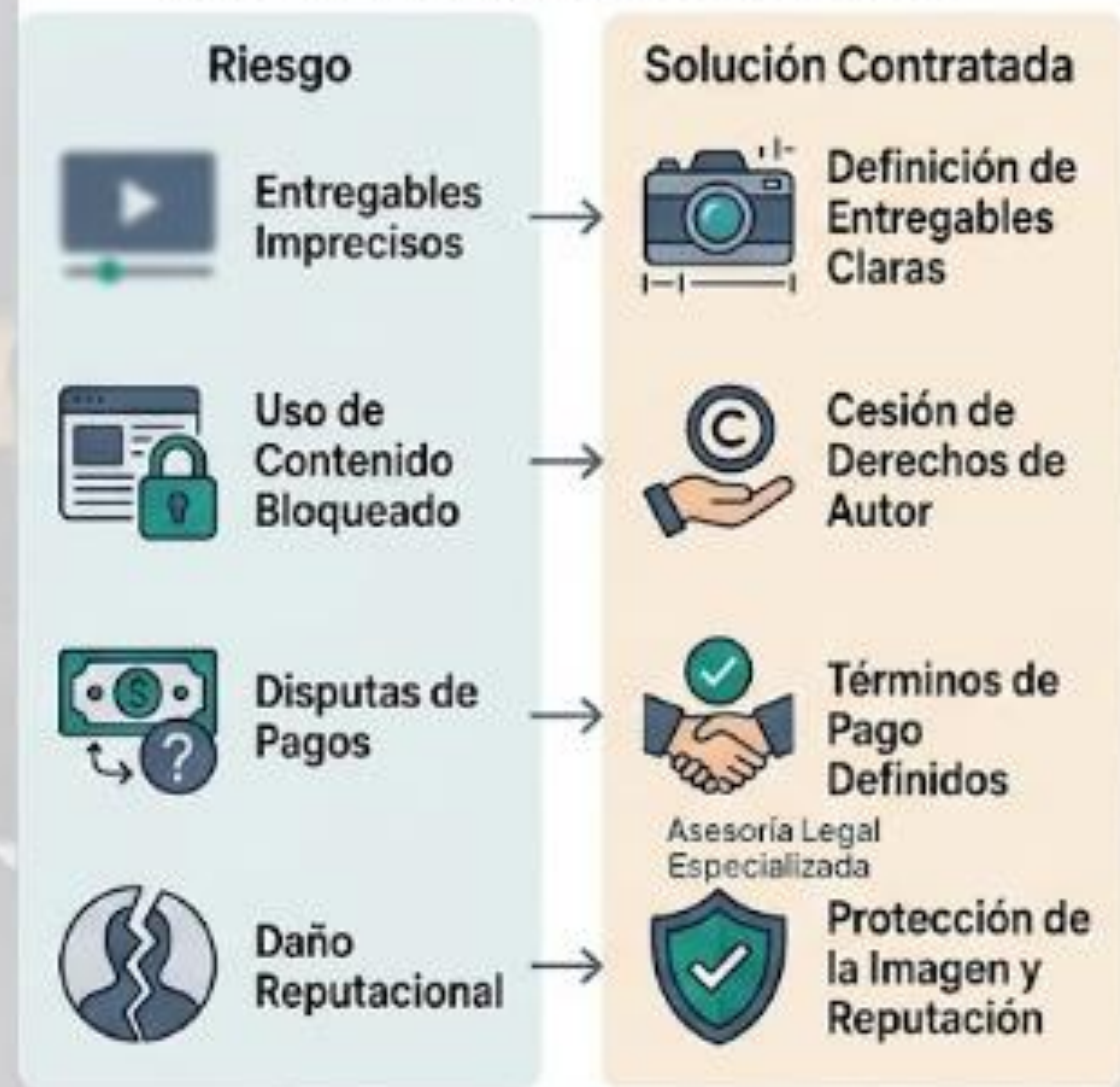 Riesgo
Solución Contratada
Entregables
Imprecisos
Definición de
Entregables
Claras
Uso de
Contenido
Bloqueado
Cesión de
Derechos de
Autor
Disputas de
Pagos
Términos de
Pago
Definidos
Asesoría Legal
Especializada
Daño
Reputacional
Protección de
la Imagen y
Reputación